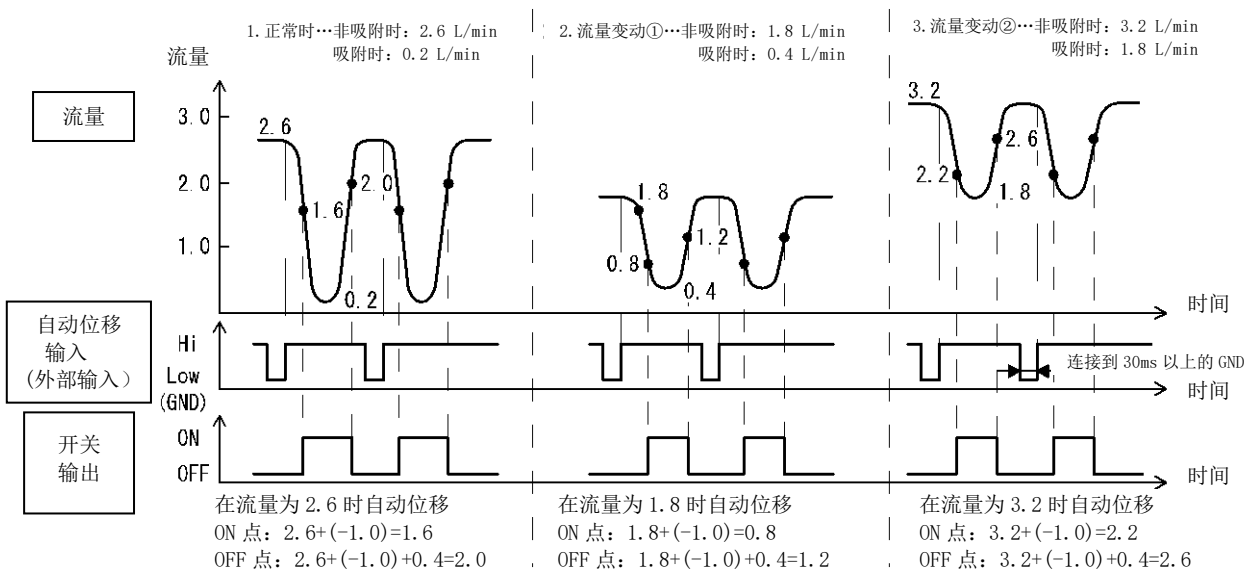 1.正常时…非吸附时：2.6 L/min
吸附时：0.2 L/min
2.流量变动①…非吸附时：1.8 L/min
吸附时：0.4 L/min
3.流量变动②…非吸附时：3.2 L/min
吸附时：1.8 L/min
流量
流量
3.0
2.0
1.0
2.6
1.6
2.0
0.2
1.8
0.8
1.2
0.4
3.2
2.2
2.6
1.8
时间
自动位移
输入
(外部输入）
Hi
Low
(GND)
连接到 30ms 以上的 GND
时间
开关
输出
ON
OFF
时间
在流量为 2.6 时自动位移
ON 点：2.6+(-1.0)=1.6
OFF 点：2.6+(-1.0)+0.4=2.0
在流量为 1.8 时自动位移
ON 点：1.8+(-1.0)=0.8
OFF 点：1.8+(-1.0)+0.4=1.2
在流量为 3.2 时自动位移
ON 点：3.2+(-1.0)=2.2
OFF 点：3.2+(-1.0)+0.4=2.6